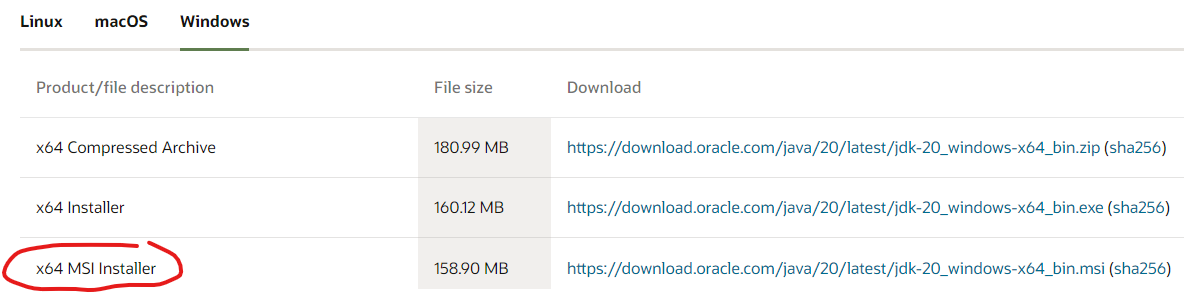 Linux macOS Windows
Product/file description File size Download
x64 Compressed Archive 180.99 MB https://download.oracle.com/java/20/latest/jdk-20_windows-x64_bin.zip (sha256)
x64 Installer 160.12 MB https://download.oracle.com/java/20/latest/jdk-20_windows-x64_bin.exe (sha256)
x64 MSI Installer 158.90 MB https://download.oracle.com/java/20/latest/jdk-20_windows-x64_bin.msi (sha256)